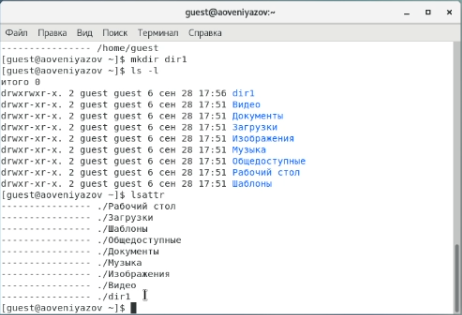 guest@aoveniyazov:~
Файл Правка Вид Поиск Терминал Справка
---------------- /home/guest
[guest@aoveniyazov ~]$ mkdir dir1
[guest@aoveniyazov ~]$ ls -l
итого 0
drwxrwxr-x. 2 guest guest 6 сен 28 17:56 dir1
drwxr-xr-x. 2 guest guest 6 сен 28 17:51 Видео
drwxr-xr-x. 2 guest guest 6 сен 28 17:51 Документы
drwxr-xr-x. 2 guest guest 6 сен 28 17:51 Загрузки
drwxr-xr-x. 2 guest guest 6 сен 28 17:51 Изображения
drwxr-xr-x. 2 guest guest 6 сен 28 17:51 Музыка
drwxr-xr-x. 2 guest guest 6 сен 28 17:51 Общедоступные
drwxr-xr-x. 2 guest guest 6 сен 28 17:51 Рабочий стол
drwxr-xr-x. 2 guest guest 6 сен 28 17:51 Шаблоны
[guest@aoveniyazov ~]$ lsattr
---------------- ./Рабочий стол
---------------- ./Загрузки
---------------- ./Шаблоны
---------------- ./Общедоступные
---------------- ./Документы
---------------- ./Музыка
---------------- ./Изображения
---------------- ./Видео
---------------- ./dir1
[guest@aoveniyazov ~]$